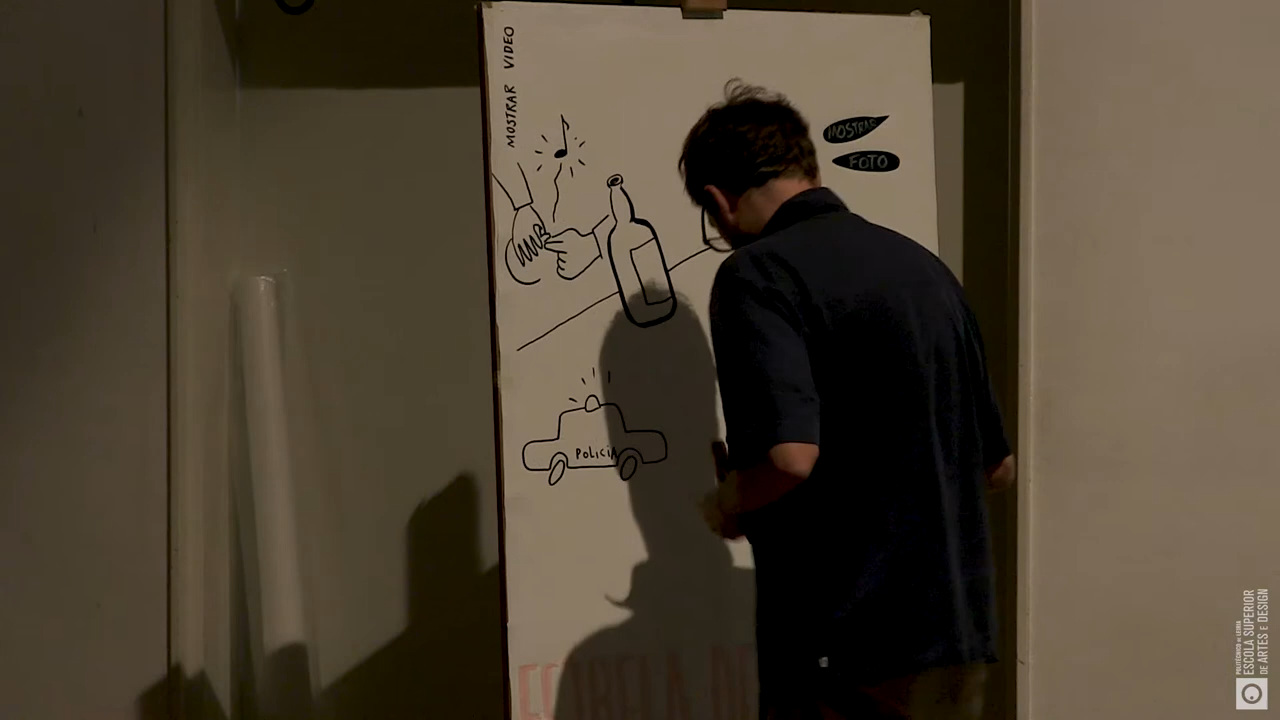 MOSTRAR VIDEO
MOSTRAR
FOTO
POLICIA
POLITÉCNICO DE LEIRIA
ESCOLA SUPERIOR
DE ARTES E DESIGN